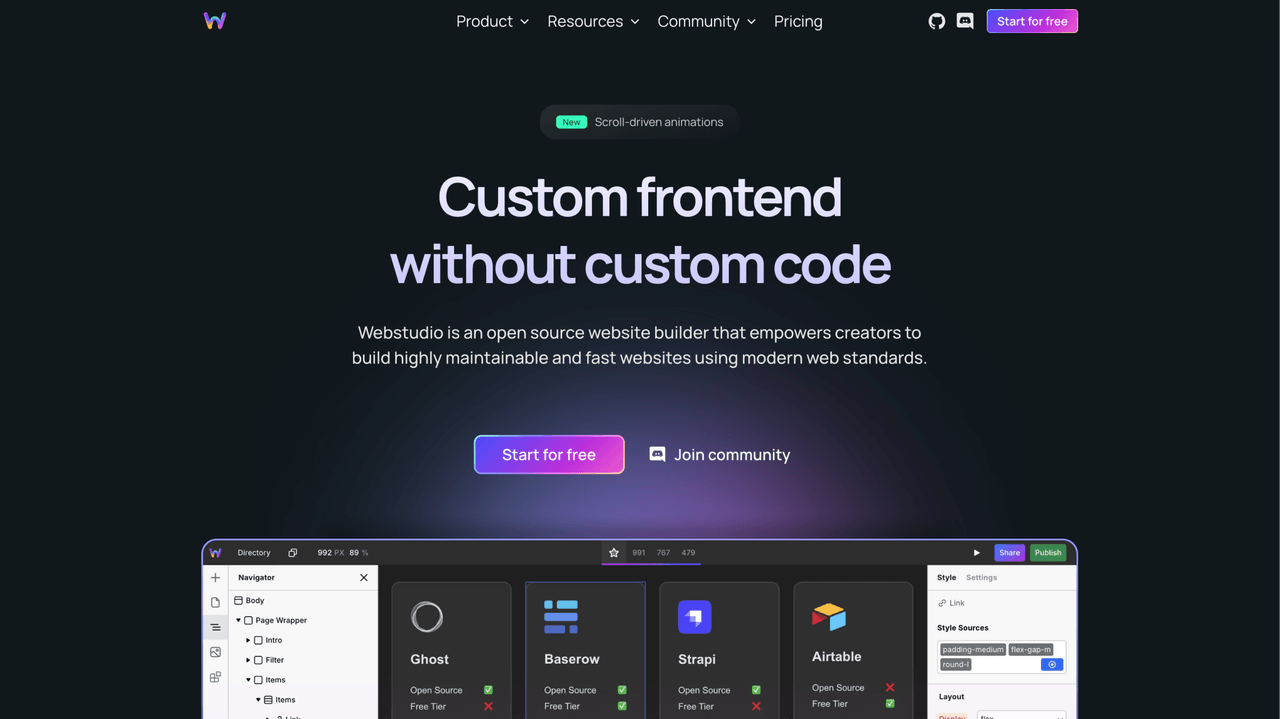 Product Resources Community Pricing Start for free
New Scroll-driven animations
Custom frontend
without custom code
Webstudio is an open source website builder that empowers creators to
build highly maintainable and fast websites using modern web standards.
Start for free Join community
Directory 992 PX 89 % 991 767 479 Share Publish
Navigator
Body
Page Wrapper
Intro
Filter
Items
Items
Link
Ghost
Open Source
Free Tier
Baserow
Open Source
Free Tier
Strapi
Open Source
Free Tier
Airtable
Open Source
Free Tier
Style Settings
Link
Style Sources
padding-medium flex-gap-m
round-l
Layout
Display flex